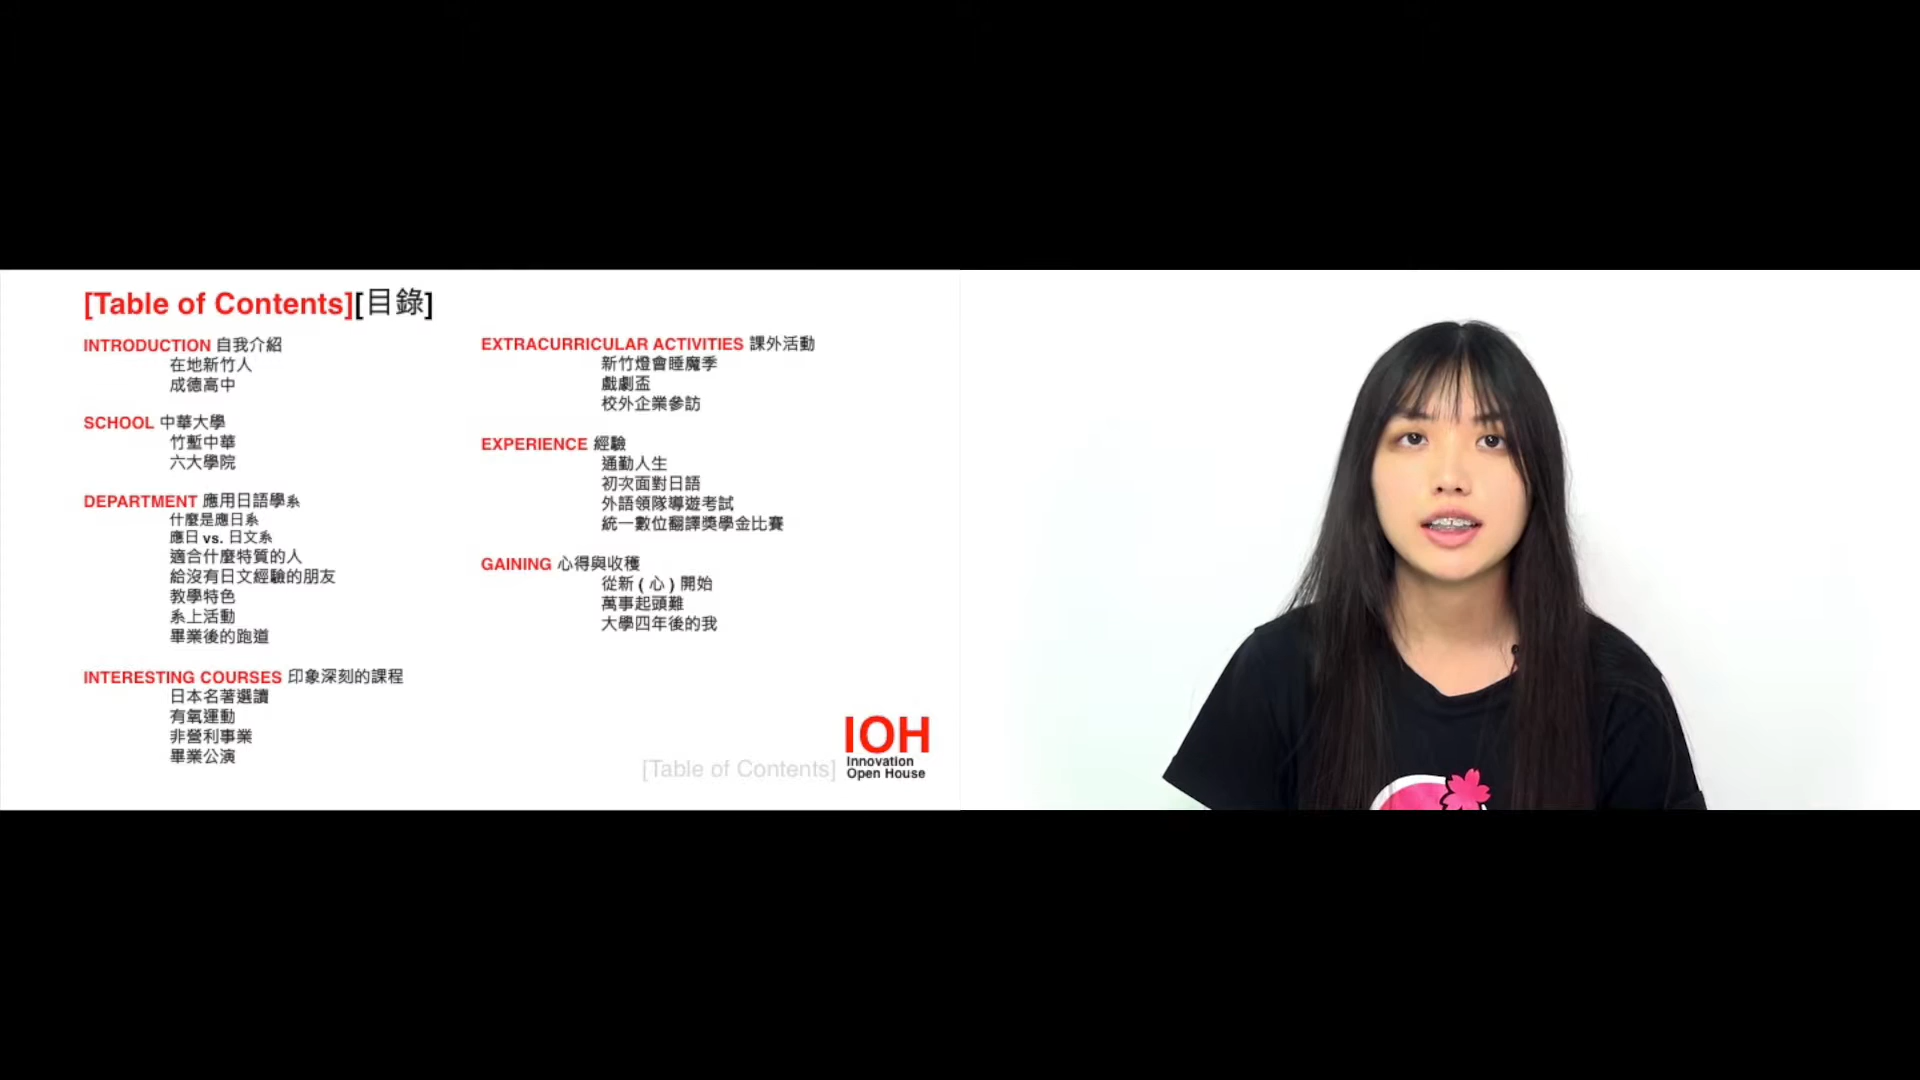 [Table of Contents][目錄]
INTRODUCTION 自我介紹
在地新竹人
成德高中
SCHOOL 中華大學
竹塹中華
六大學院
DEPARTMENT 應用日語學系
什麼是應日系
應日 vs. 日文系
適合什麼特質的人
給沒有日文經驗的朋友
教學特色
系上活動
畢業後的跑道
INTERESTING COURSES 印象深刻的課程
日本名著選讀
有氧運動
非營利事業
畢業公演
EXTRACURRICULAR ACTIVITIES 課外活動
新竹燈會睡魔季
戲劇盃
校外企業參訪
EXPERIENCE 經驗
通勤人生
初次面對日語
外語領隊導遊考試
統一數位翻譯獎學金比賽
GAINING 心得與收穫
從新 ( 心 ) 開始
萬事起頭難
大學四年後的我
[Table of Contents]
IOH
Innovation
Open House